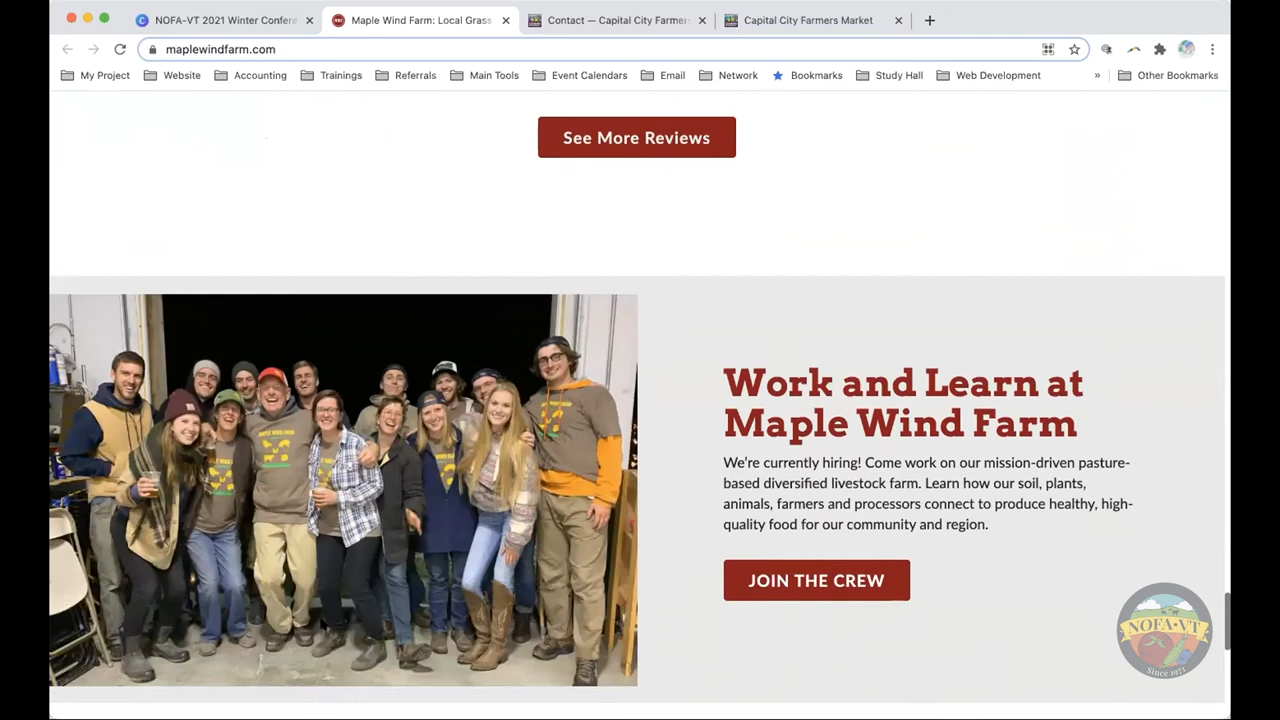 NOFA-VT 2021 Winter Confere
Maple Wind Farm: Local Grass
Contact — Capital City Farmers
Capital City Farmers Market
maplewindfarm.com
My Project
Website
Accounting
Trainings
Referrals
Main Tools
Event Calendars
Email
Network
Bookmarks
Study Hall
Web Development
»
Other Bookmarks
See More Reviews
Work and Learn at
Maple Wind Farm
We're currently hiring! Come work on our mission-driven pasture-
based diversified livestock farm. Learn how our soil, plants,
animals, farmers and processors connect to produce healthy, high-
quality food for our community and region.
JOIN THE CREW
NOFA•VT
Since 1971